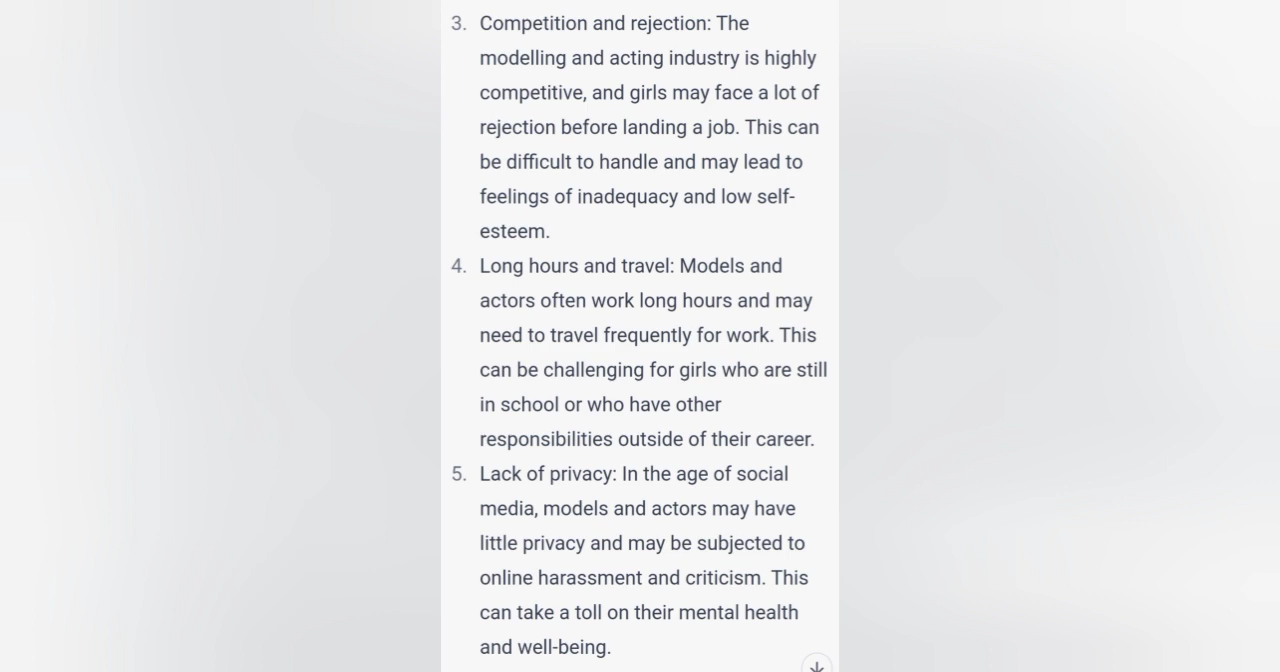 3. Competition and rejection: The
modelling and acting industry is highly
competitive, and girls may face a lot of
rejection before landing a job. This can
be difficult to handle and may lead to
feelings of inadequacy and low self-
esteem.
4. Long hours and travel: Models and
actors often work long hours and may
need to travel frequently for work. This
can be challenging for girls who are still
in school or who have other
responsibilities outside of their career.
5. Lack of privacy: In the age of social
media, models and actors may have
little privacy and may be subjected to
online harassment and criticism. This
can take a toll on their mental health
and well-being.